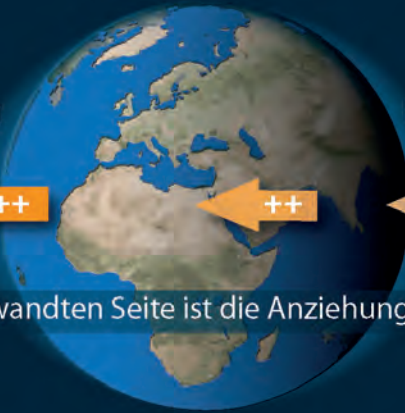 ++ ++
wandten Seite ist die Anziehung